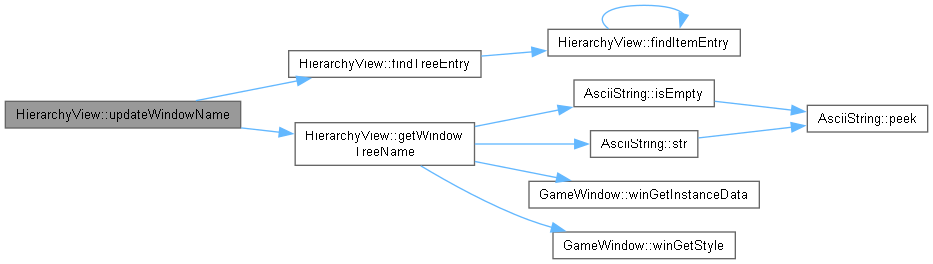 HierarchyView::findItemEntry
HierarchyView::findTreeEntry
AsciiString::isEmpty
HierarchyView::updateWindowName
AsciiString::peek
HierarchyView::getWindow
TreeName
AsciiString::str
GameWindow::winGetInstanceData
GameWindow::winGetStyle